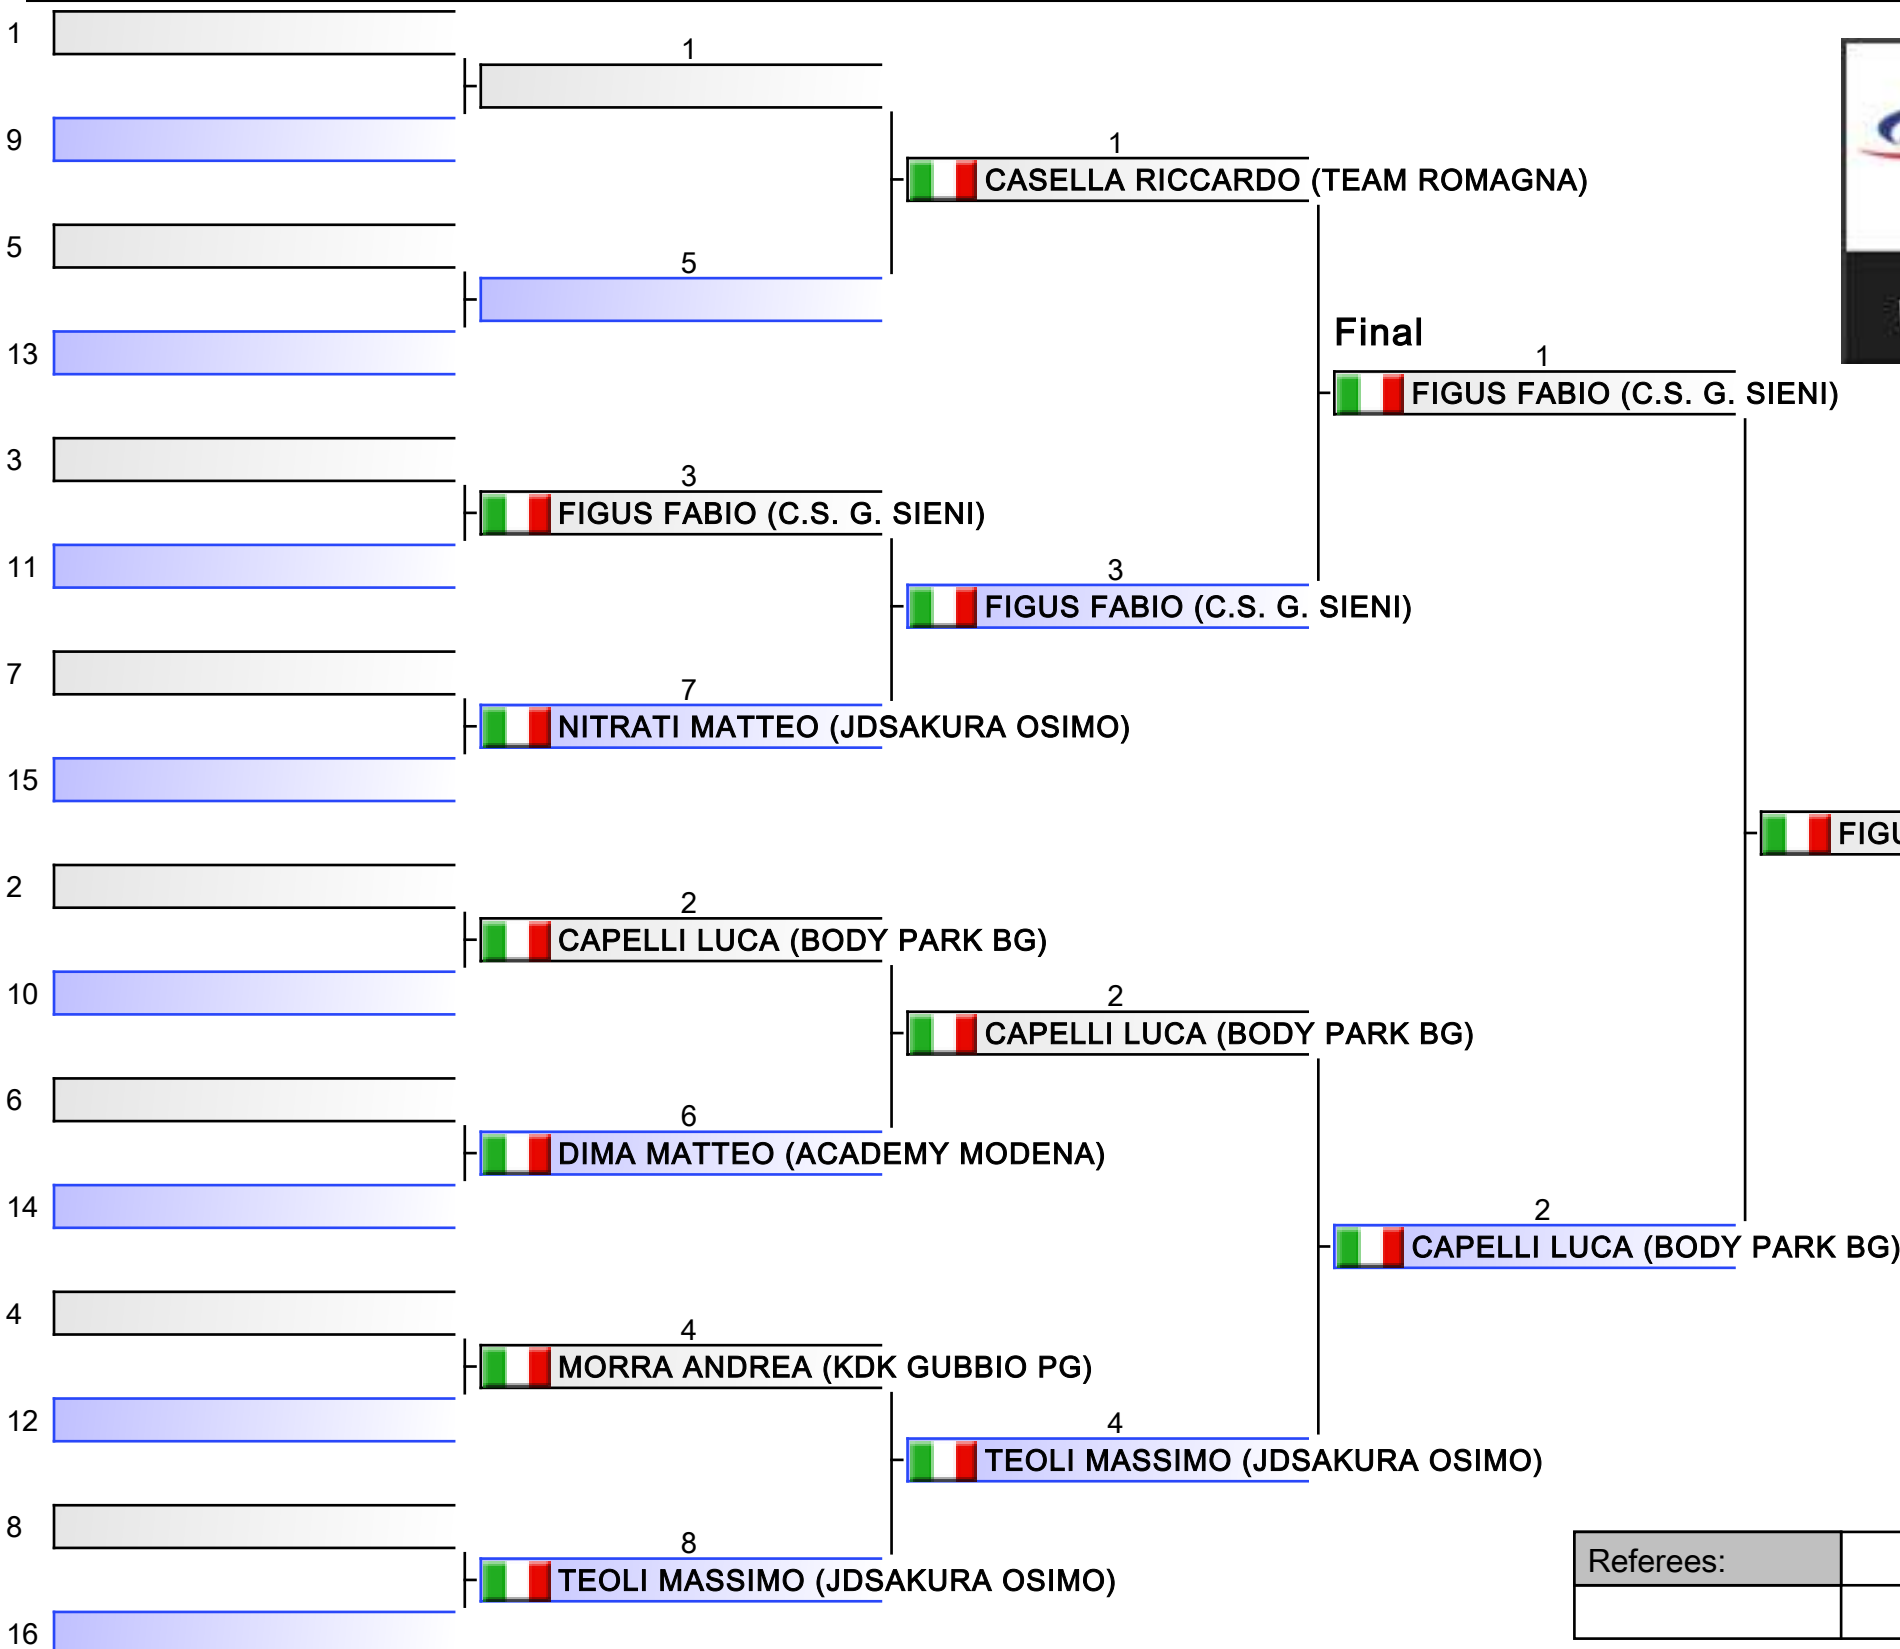 1
1
9
1
CASELLA RICCARDO (TEAM ROMAGNA)
5
5
13
Final
1
FIGUS FABIO (C.S. G. SIENI)
3
3
FIGUS FABIO (C.S. G. SIENI)
11
3
FIGUS FABIO (C.S. G. SIENI)
7
7
NITRATI MATTEO (JDSAKURA OSIMO)
15
FIGU
2
2
CAPELLI LUCA (BODY PARK BG)
10
2
CAPELLI LUCA (BODY PARK BG)
6
6
DIMA MATTEO (ACADEMY MODENA)
14
2
CAPELLI LUCA (BODY PARK BG)
4
4
MORRA ANDREA (KDK GUBBIO PG)
12
4
TEOLI MASSIMO (JDSAKURA OSIMO)
8
8
TEOLI MASSIMO (JDSAKURA OSIMO)
Referees:
16